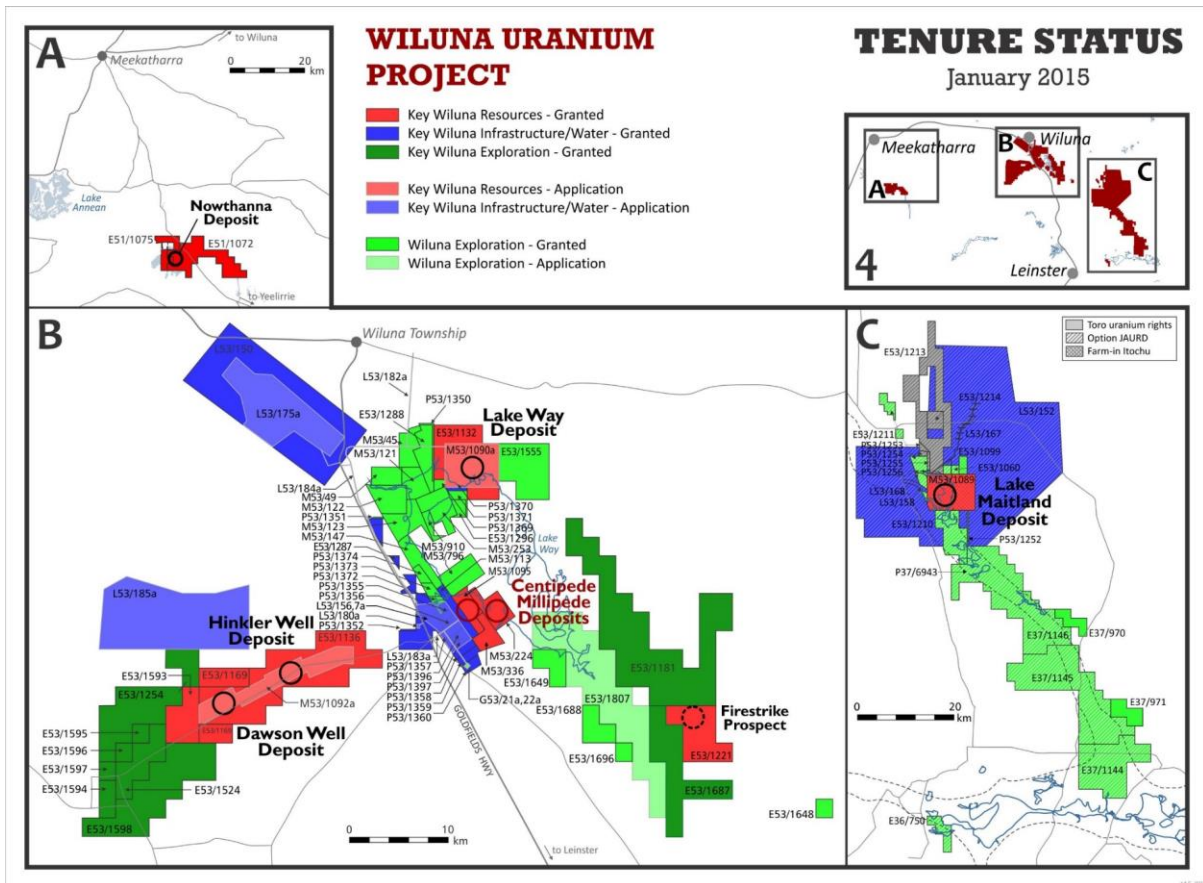 A
to Wiluna
Meekatharra
0 20
km
Lake
Annean
Nowthanna
Deposit
E51/1075
E51/1072
to Yeelirrie
WILUNA URANIUM
PROJECT
Key Wiluna Resources - Granted
Key Wiluna Infrastructure/Water - Granted
Key Wiluna Exploration - Granted
Key Wiluna Resources - Application
Key Wiluna Infrastructure/Water - Application
Wiluna Exploration - Granted
Wiluna Exploration - Application
TENURE STATUS
January 2015
Meekatharra
B
Wiluna
A
C
4
Leinster
B
Wiluna Township
L53/150
L53/175a
L53/182a
P53/1350
E53/1288
M53/45
M53/121
Lake Way
Deposit
E53/1132
M53/1090a
E53/1555
L53/184a
M53/49
M53/122
P53/1351
M53/123
M53/147
E53/1287
P53/1374
P53/1373
P53/1372
P53/1355
P53/1356
L53/156,7a
L53/180a
P53/1352
P53/1370
P53/1371
P53/1369
E53/1296
M53/253
M53/910
M53/796
M53/113
M53/1095
Lake
Way
Centipede
Millipede
Deposits
M53/224
M53/336
G53/21a,22a
L53/183a
P53/1357
P53/1396
P53/1397
P53/1358
P53/1359
P53/1360
L53/185a
Hinkler Well
Deposit
E53/1136
E53/1593
E53/1169
E53/1254
M53/1092a
Dawson Well
Deposit
E53/1595
E53/1596
E53/1597
E53/1594
E53/1524
E53/1598
GOLDFIELDS HWY
to Leinster
0 10
km
E53/1649
E53/1688
E53/1807
E53/1181
E53/1696
Firestrike
Prospect
E53/1221
E53/1687
E53/1648
C
Toro uranium rights
Option JAURD
Farm-in Itochu
E53/1213
E53/1214
L53/152
L53/167
E53/1211
P53/1253
P53/1254
P53/1255
P53/1256
E53/1099
E53/1060
M53/1089
Lake
Maitland
Deposit
L53/168
L53/158
E53/1210
P53/1252
P37/6943
E37/1146
E37/970
E37/1145
E37/971
0 20
km
E37/1144
E36/750